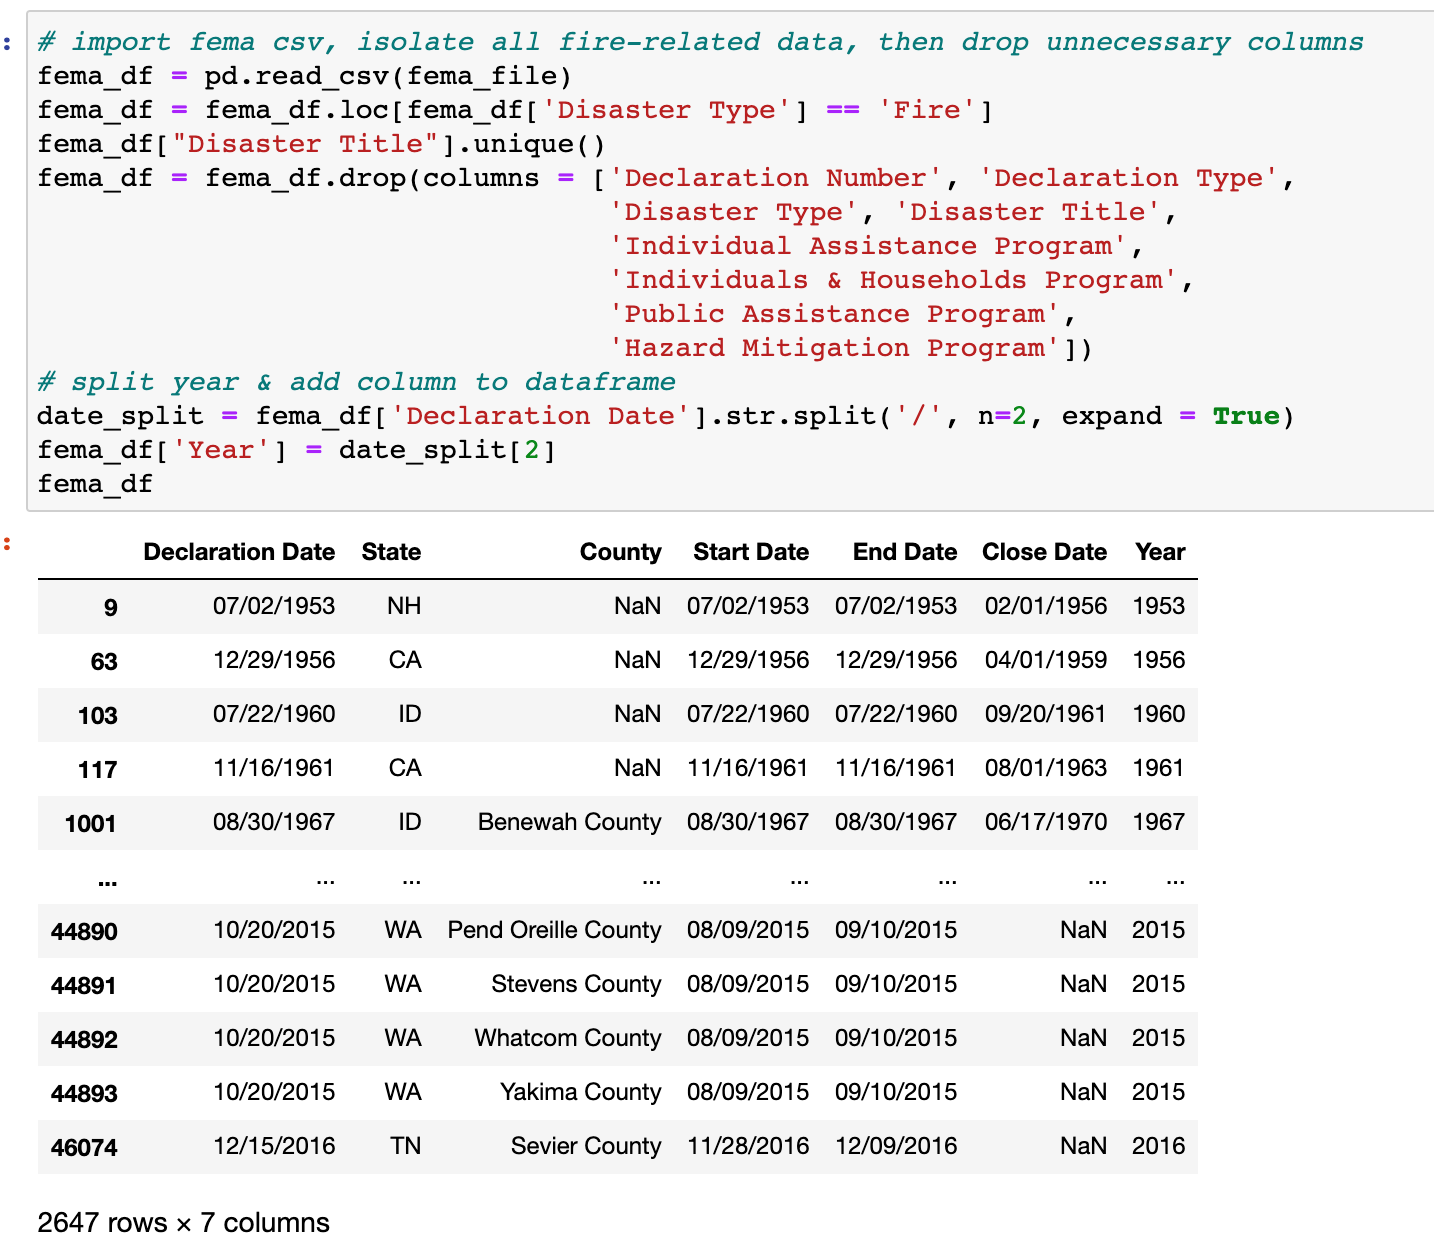 :
# import fema csv, isolate all fire-related data, then drop unnecessary columns
fema_df = pd.read_csv(fema_file)
fema_df = fema_df.loc[fema_df['Disaster Type'] == 'Fire']
fema_df["Disaster Title"].unique()
fema_df = fema_df.drop(columns = ['Declaration Number', 'Declaration Type',
'Disaster Type', 'Disaster Title',
'Individual Assistance Program',
'Individuals & Households Program',
'Public Assistance Program',
'Hazard Mitigation Program'])
# split year & add column to dataframe
date_split = fema_df['Declaration Date'].str.split('/', n=2, expand = True)
fema_df['Year'] = date_split[2]
fema_df
:
Declaration Date State County Start Date End Date Close Date Year
9 07/02/1953 NH NaN 07/02/1953 07/02/1953 02/01/1956 1953
63 12/29/1956 CA NaN 12/29/1956 12/29/1956 04/01/1959 1956
103 07/22/1960 ID NaN 07/22/1960 07/22/1960 09/20/1961 1960
117 11/16/1961 CA NaN 11/16/1961 11/16/1961 08/01/1963 1961
1001 08/30/1967 ID Benewah County 08/30/1967 08/30/1967 06/17/1970 1967
... ... ... ... ... ... ... ...
44890 10/20/2015 WA Pend Oreille County 08/09/2015 09/10/2015 NaN 2015
44891 10/20/2015 WA Stevens County 08/09/2015 09/10/2015 NaN 2015
44892 10/20/2015 WA Whatcom County 08/09/2015 09/10/2015 NaN 2015
44893 10/20/2015 WA Yakima County 08/09/2015 09/10/2015 NaN 2015
46074 12/15/2016 TN Sevier County 11/28/2016 12/09/2016 NaN 2016
2647 rows × 7 columns